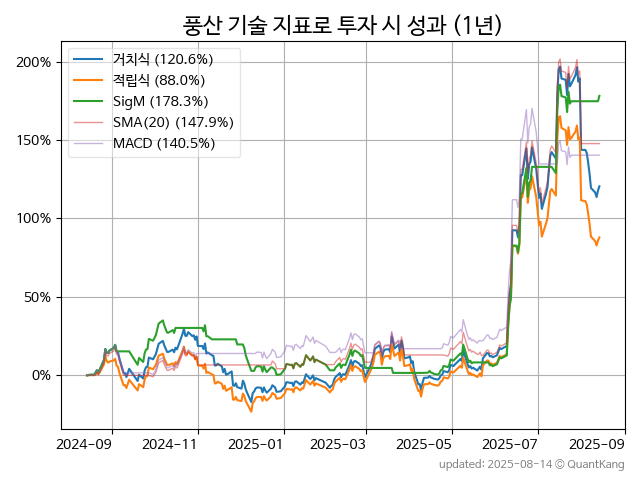 풍산 기술 지표로 투자 시 성과 (1년)
거치식 (120.6%)
적립식 (88.0%)
SigM (178.3%)
SMA(20) (147.9%)
MACD (140.5%)
200%
150%
100%
50%
0%
2024-09 2024-11 2025-01 2025-03 2025-05 2025-07 2025-09
updated: 2025-08-14 © QuantKang